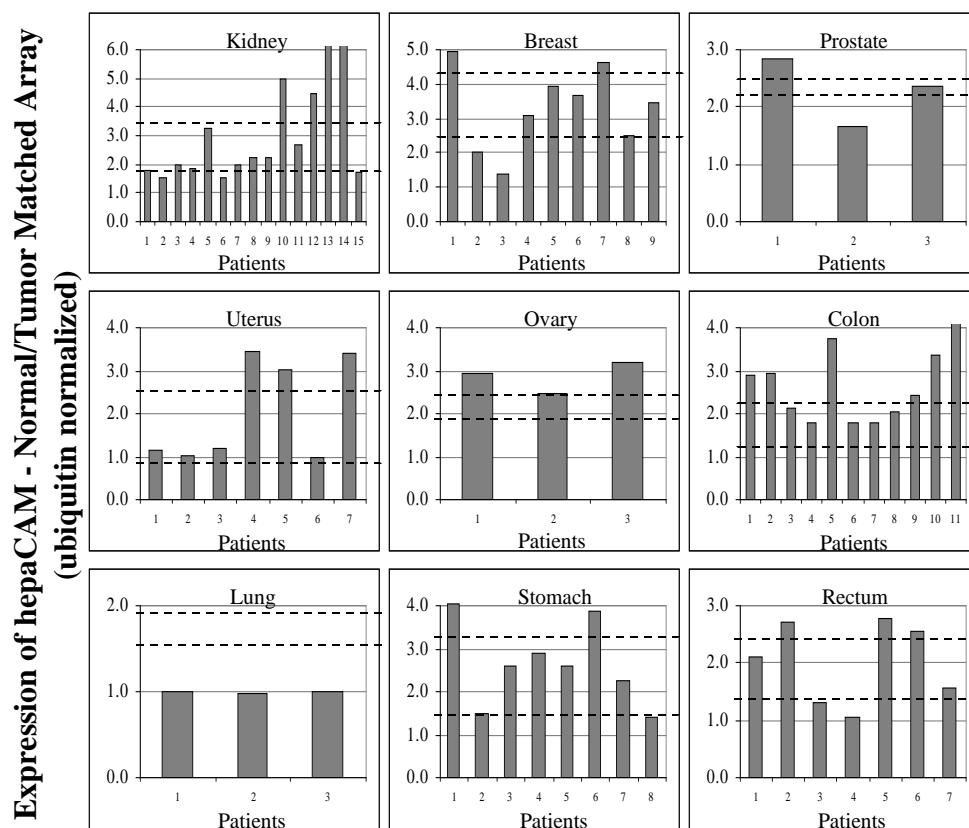 Expression of hepaCAM - Normal/Tumor Matched Array
(ubiquitin normalized)
Kidney
6.0
5.0
4.0
3.0
2.0
1.0
0.0
1 2 3 4 5 6 7 8 9 10 11 12 13 14 15
Patients
Breast
5.0
4.0
3.0
2.0
1.0
0.0
1 2 3 4 5 6 7 8 9
Patients
Prostate
3.0
2.0
1.0
0.0
1 2 3
Patients
Uterus
4.0
3.0
2.0
1.0
0.0
1 2 3 4 5 6 7
Patients
Ovary
4.0
3.0
2.0
1.0
0.0
1 2 3
Patients
Colon
4.0
3.0
2.0
1.0
0.0
1 2 3 4 5 6 7 8 9 10 11
Patients
Lung
2.0
1.0
0.0
1 2 3
Patients
Stomach
4.0
3.0
2.0
1.0
0.0
1 2 3 4 5 6 7 8
Patients
Rectum
3.0
2.0
1.0
0.0
1 2 3 4 5 6 7
Patients